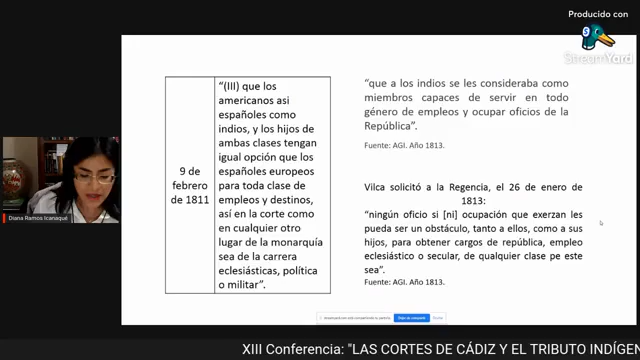 Producido con
StreamYard
9 de
febrero
de 1811
“(III) que los
americanos asi
españoles como
indios, y los hijos de
ambas clases tengan
igual opción que los
españoles europeos
para toda clase de
empleos y destinos,
así en la corte como
en cualquier otro
lugar de la monarquía
sea de la carrera
eclesiásticas, política
o militar”.
“que a los indios se les consideraba como
miembros capaces de servir en todo
género de empleos y ocupar oficios de la
República”.
Fuente: AGI. Año 1813.
Vilca solicitó a la Regencia, el 26 de enero de
1813:
“ningún oficio si [ni] ocupación que exerzan les
pueda ser un obstáculo, tanto a ellos, como a sus
hijos, para obtener cargos de república, empleo
eclesiástico o secular, de qualquier clase pe este
sea”.
Fuente: AGI. Año 1813.
Diana Ramos Icanaqué
XIII Conferencia: "LAS CORTES DE CÁDIZ Y EL TRIBUTO INDÍGEN